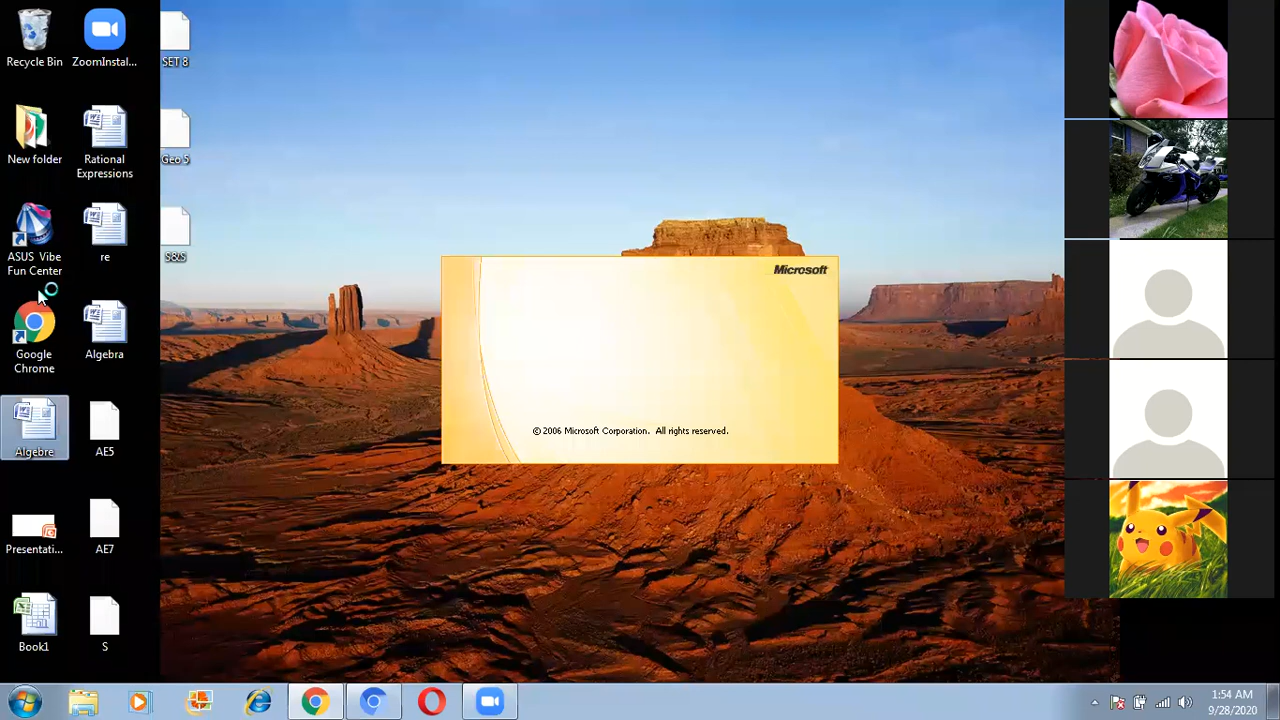 Recycle Bin
ZoomInstal...
SET 8
New folder
Rational
Expressions
Geo 5
ASUS Vibe
Fun Center
re
S&S
Google
Chrome
Algebra
Algebre
AE5
Presentati...
AE7
Book1
S
Microsoft
© 2006 Microsoft Corporation. All rights reserved.
1:54 AM
9/28/2020